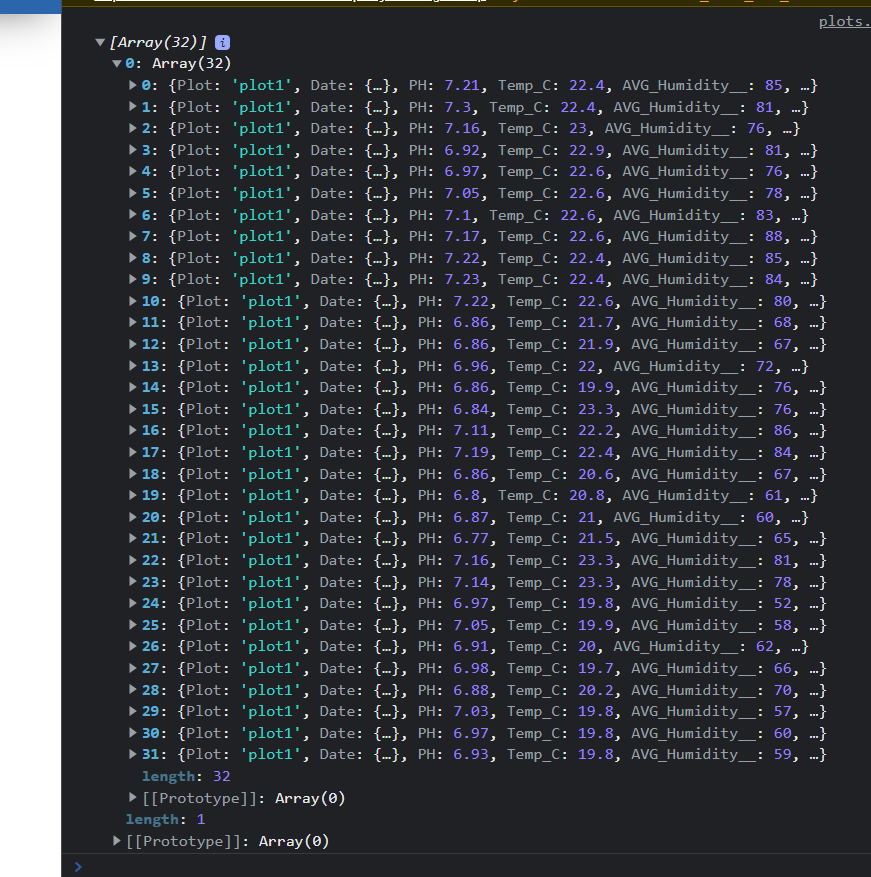 plots.
[Array(32)] i
0: Array(32)
0: {Plot: 'plot1', Date: {…}, PH: 7.21, Temp_C: 22.4, AVG_Humidity__: 85, …}
1: {Plot: 'plot1', Date: {…}, PH: 7.3, Temp_C: 22.4, AVG_Humidity__: 81, …}
2: {Plot: 'plot1', Date: {…}, PH: 7.16, Temp_C: 23, AVG_Humidity__: 76, …}
3: {Plot: 'plot1', Date: {…}, PH: 6.92, Temp_C: 22.9, AVG_Humidity__: 81, …}
4: {Plot: 'plot1', Date: {…}, PH: 6.97, Temp_C: 22.6, AVG_Humidity__: 76, …}
5: {Plot: 'plot1', Date: {…}, PH: 7.05, Temp_C: 22.6, AVG_Humidity__: 78, …}
6: {Plot: 'plot1', Date: {…}, PH: 7.1, Temp_C: 22.6, AVG_Humidity__: 83, …}
7: {Plot: 'plot1', Date: {…}, PH: 7.17, Temp_C: 22.6, AVG_Humidity__: 88, …}
8: {Plot: 'plot1', Date: {…}, PH: 7.22, Temp_C: 22.4, AVG_Humidity__: 85, …}
9: {Plot: 'plot1', Date: {…}, PH: 7.23, Temp_C: 22.4, AVG_Humidity__: 84, …}
10: {Plot: 'plot1', Date: {…}, PH: 7.22, Temp_C: 22.6, AVG_Humidity__: 80, …}
11: {Plot: 'plot1', Date: {…}, PH: 6.86, Temp_C: 21.7, AVG_Humidity__: 68, …}
12: {Plot: 'plot1', Date: {…}, PH: 6.86, Temp_C: 21.9, AVG_Humidity__: 67, …}
13: {Plot: 'plot1', Date: {…}, PH: 6.96, Temp_C: 22, AVG_Humidity__: 72, …}
14: {Plot: 'plot1', Date: {…}, PH: 6.86, Temp_C: 19.9, AVG_Humidity__: 76, …}
15: {Plot: 'plot1', Date: {…}, PH: 6.84, Temp_C: 23.3, AVG_Humidity__: 76, …}
16: {Plot: 'plot1', Date: {…}, PH: 7.11, Temp_C: 22.2, AVG_Humidity__: 86, …}
17: {Plot: 'plot1', Date: {…}, PH: 7.19, Temp_C: 22.4, AVG_Humidity__: 84, …}
18: {Plot: 'plot1', Date: {…}, PH: 6.86, Temp_C: 20.6, AVG_Humidity__: 67, …}
19: {Plot: 'plot1', Date: {…}, PH: 6.8, Temp_C: 20.8, AVG_Humidity__: 61, …}
20: {Plot: 'plot1', Date: {…}, PH: 6.87, Temp_C: 21, AVG_Humidity__: 60, …}
21: {Plot: 'plot1', Date: {…}, PH: 6.77, Temp_C: 21.5, AVG_Humidity__: 65, …}
22: {Plot: 'plot1', Date: {…}, PH: 7.16, Temp_C: 23.3, AVG_Humidity__: 81, …}
23: {Plot: 'plot1', Date: {…}, PH: 7.14, Temp_C: 23.3, AVG_Humidity__: 78, …}
24: {Plot: 'plot1', Date: {…}, PH: 6.97, Temp_C: 19.8, AVG_Humidity__: 52, …}
25: {Plot: 'plot1', Date: {…}, PH: 7.05, Temp_C: 19.9, AVG_Humidity__: 58, …}
26: {Plot: 'plot1', Date: {…}, PH: 6.91, Temp_C: 20, AVG_Humidity__: 62, …}
27: {Plot: 'plot1', Date: {…}, PH: 6.98, Temp_C: 19.7, AVG_Humidity__: 66, …}
28: {Plot: 'plot1', Date: {…}, PH: 6.88, Temp_C: 20.2, AVG_Humidity__: 70, …}
29: {Plot: 'plot1', Date: {…}, PH: 7.03, Temp_C: 19.8, AVG_Humidity__: 57, …}
30: {Plot: 'plot1', Date: {…}, PH: 6.97, Temp_C: 19.8, AVG_Humidity__: 60, …}
31: {Plot: 'plot1', Date: {…}, PH: 6.93, Temp_C: 19.8, AVG_Humidity__: 59, …}
length: 32
[[Prototype]]: Array(0)
length: 1
[[Prototype]]: Array(0)